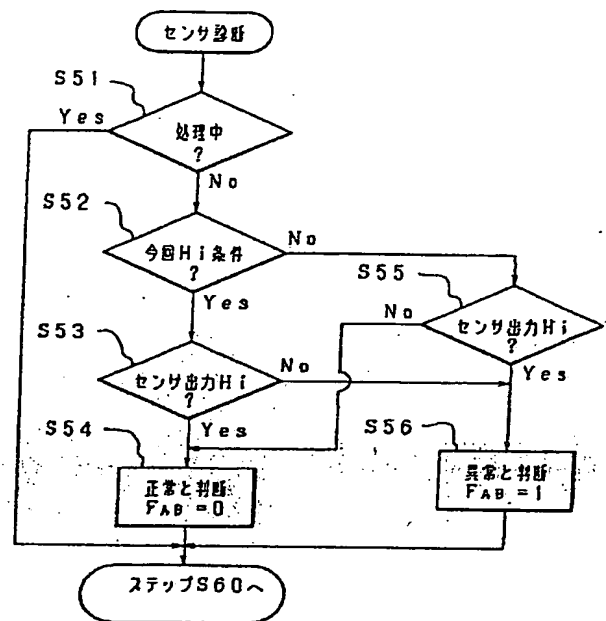 センサ診断
S51
Yes
処理中
?
No
S52
今回Hi条件
?
No
Yes
S55
No
センサ出力Hi
?
Yes
S53
センサ出力Hi
?
No
Yes
S54
正常と判断
FAB =0
S56
異常と判断
FAB =1
ステップS60へ